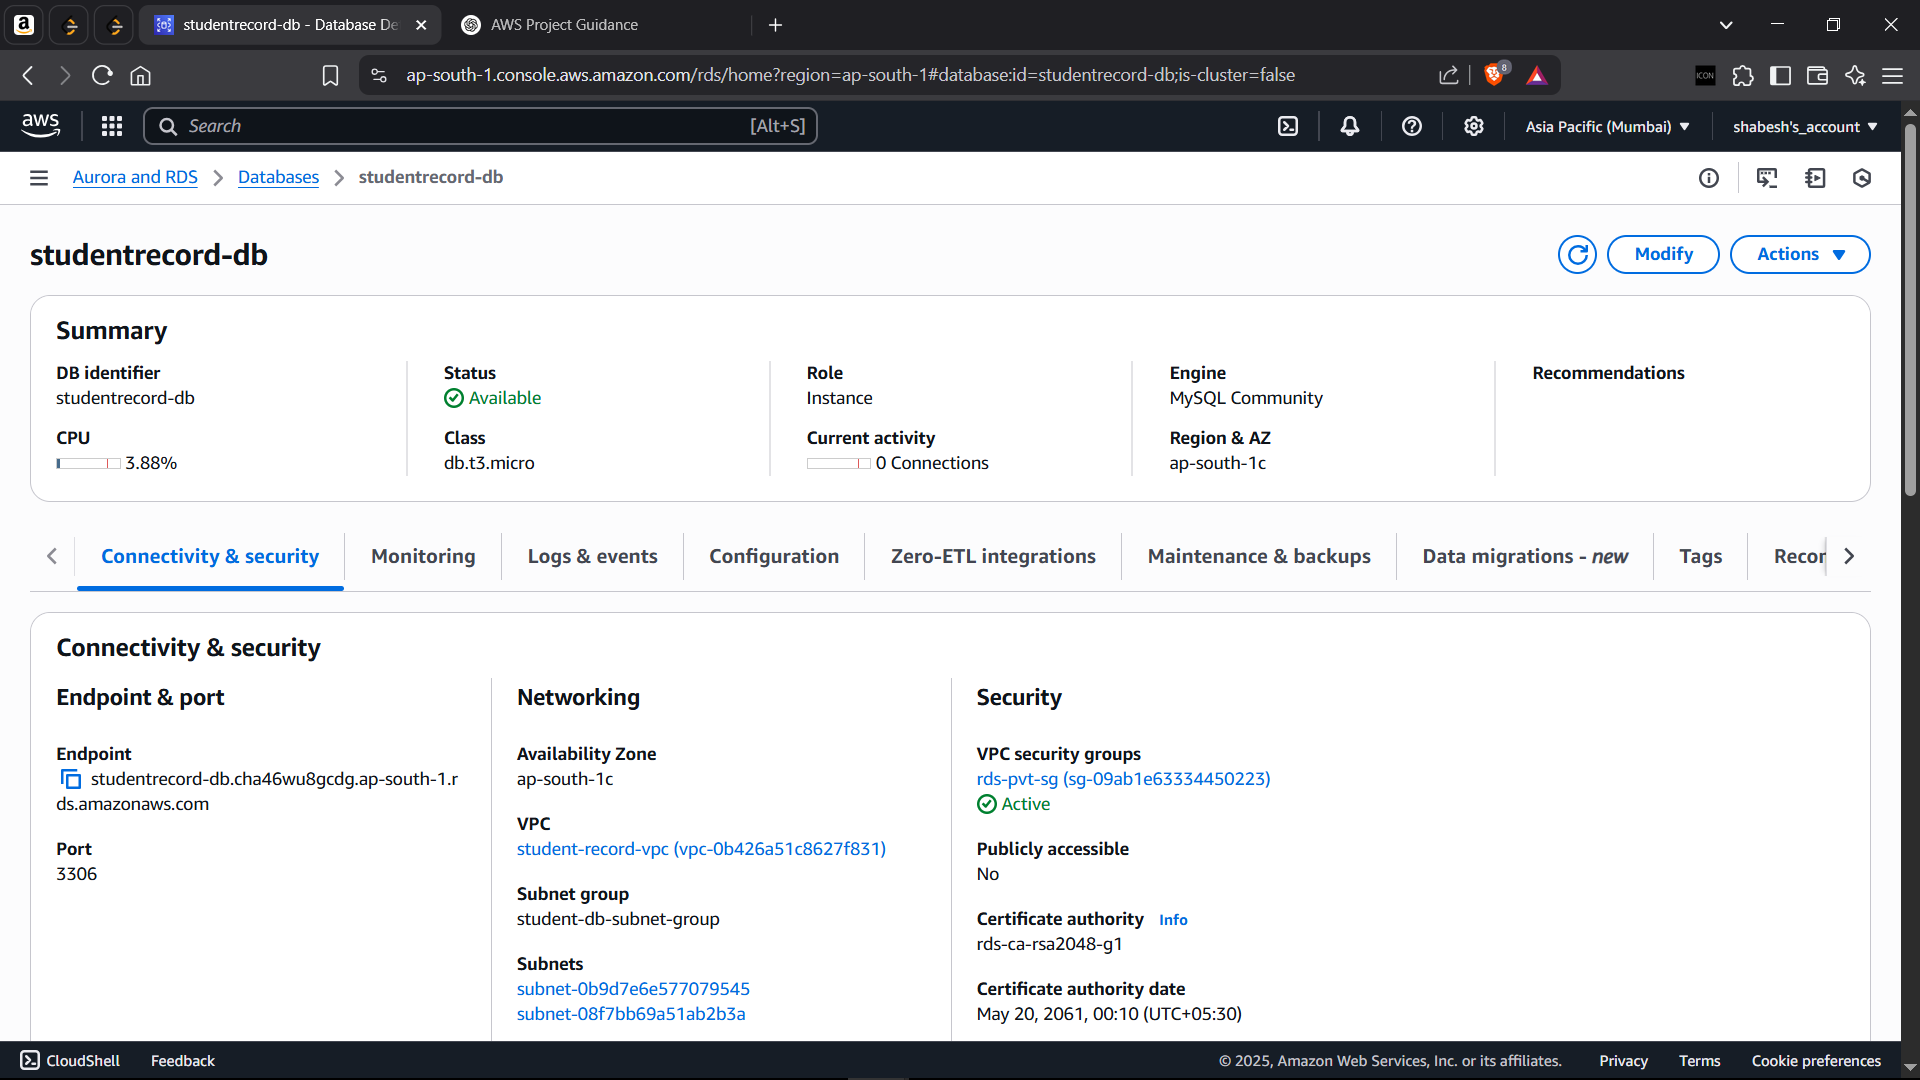 studentrecord-db - Database De
AWS Project Guidance
ap-south-1.console.aws.amazon.com/rds/home?region=ap-south-1#database:id=studentrecord-db;is-cluster=false
8
ICON
aws
Search
[Alt+S]
Asia Pacific (Mumbai)
shabesh's_account
Aurora and RDS
Databases
studentrecord-db
studentrecord-db
Modify
Actions
Summary
DB identifier
studentrecord-db
Status
Available
Role
Instance
Engine
MySQL Community
Recommendations
CPU
3.88%
Class
db.t3.micro
Current activity
0 Connections
Region & AZ
ap-south-1c
Connectivity & security
Monitoring
Logs & events
Configuration
Zero-ETL integrations
Maintenance & backups
Data migrations - new
Tags
Recor
Connectivity & security
Endpoint & port
Endpoint
studentrecord-db.cha46wu8gcdg.ap-south-1.r
ds.amazonaws.com
Port
3306
Networking
Availability Zone
ap-south-1c
VPC
student-record-vpc (vpc-0b426a51c8627f831)
Subnet group
student-db-subnet-group
Subnets
subnet-0b9d7e6e577079545
subnet-08f7bb69a51ab2b3a
Security
VPC security groups
rds-pvt-sg (sg-09ab1e63334450223)
Active
Publicly accessible
No
Certificate authority Info
rds-ca-rsa2048-g1
Certificate authority date
May 20, 2061, 00:10 (UTC+05:30)
CloudShell
Feedback
© 2025, Amazon Web Services, Inc. or its affiliates.
Privacy
Terms
Cookie preferences